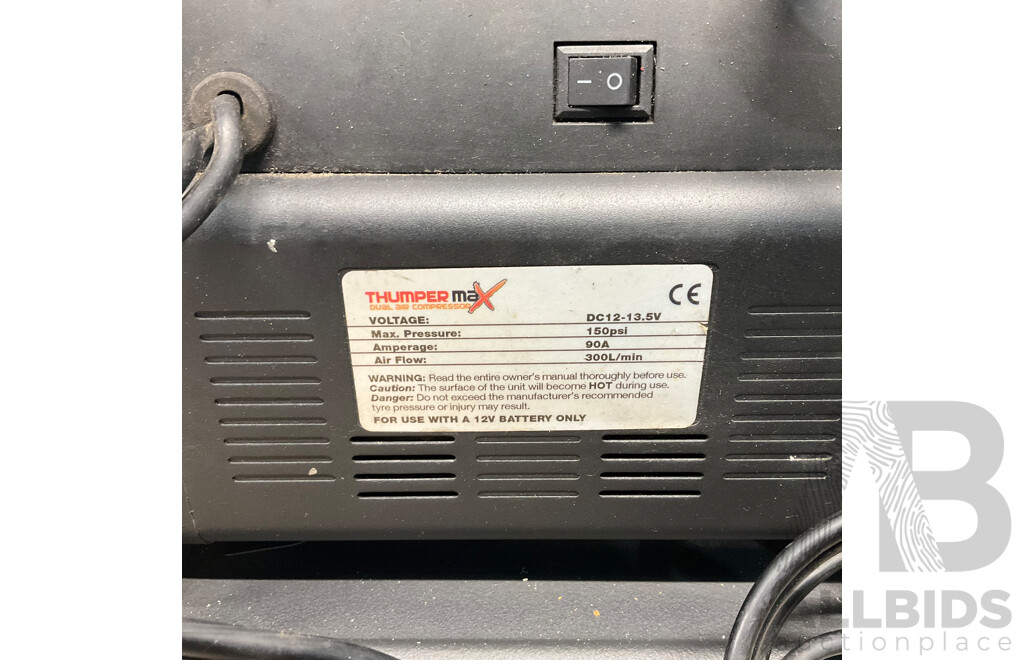 THUMPER max
DUAL AIR COMPRESSOR
CE
VOLTAGE: DC12-13.5V
Max. Pressure: 150psi
Amperage: 90A
Air Flow: 300L/min
WARNING: Read the entire owner's manual thoroughly before use.
Caution: The surface of the unit will become HOT during use.
Danger: Do not exceed the manufacturer's recommended
tyre pressure or injury may result.
FOR USE WITH A 12V BATTERY ONLY
AB
ALLBIDS
auctionplace